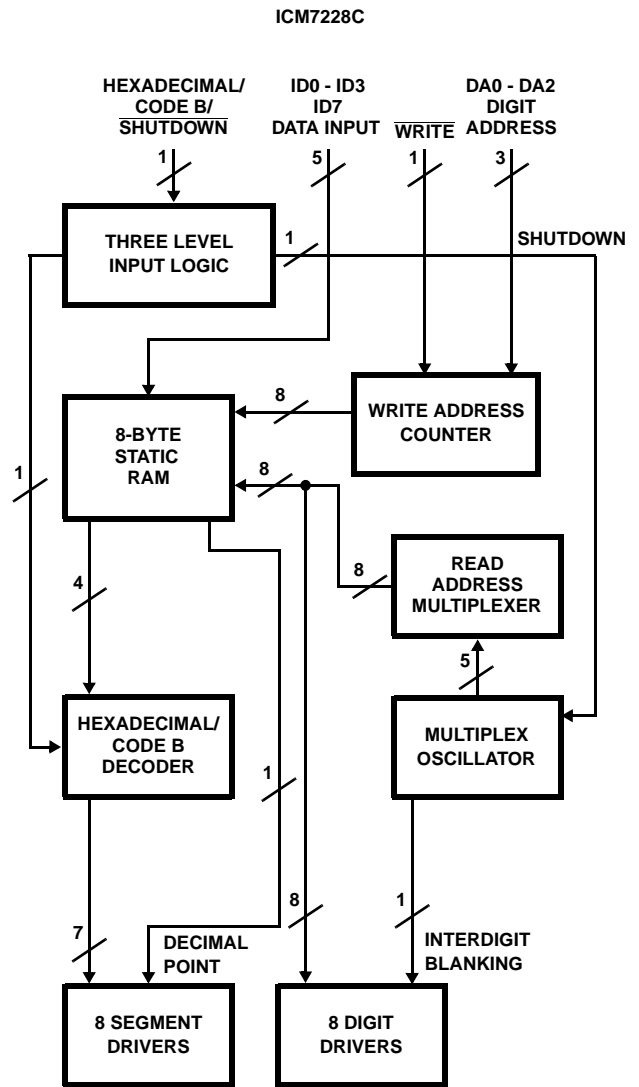 ICM7228C
HEXADECIMAL/
CODE B/
SHUTDOWN
ID0 - ID3
ID7
DATA INPUT
WRITE
DA0 - DA2
DIGIT
ADDRESS
1
5
1
3
THREE LEVEL
INPUT LOGIC
1
SHUTDOWN
8-BYTE
STATIC
RAM
8
WRITE ADDRESS
COUNTER
8
1
8
READ
ADDRESS
MULTIPLEXER
4
5
HEXADECIMAL/
CODE B
DECODER
MULTIPLEX
OSCILLATOR
1
7
DECIMAL
POINT
8
1
INTERDIGIT
BLANKING
8 SEGMENT
DRIVERS
8 DIGIT
DRIVERS